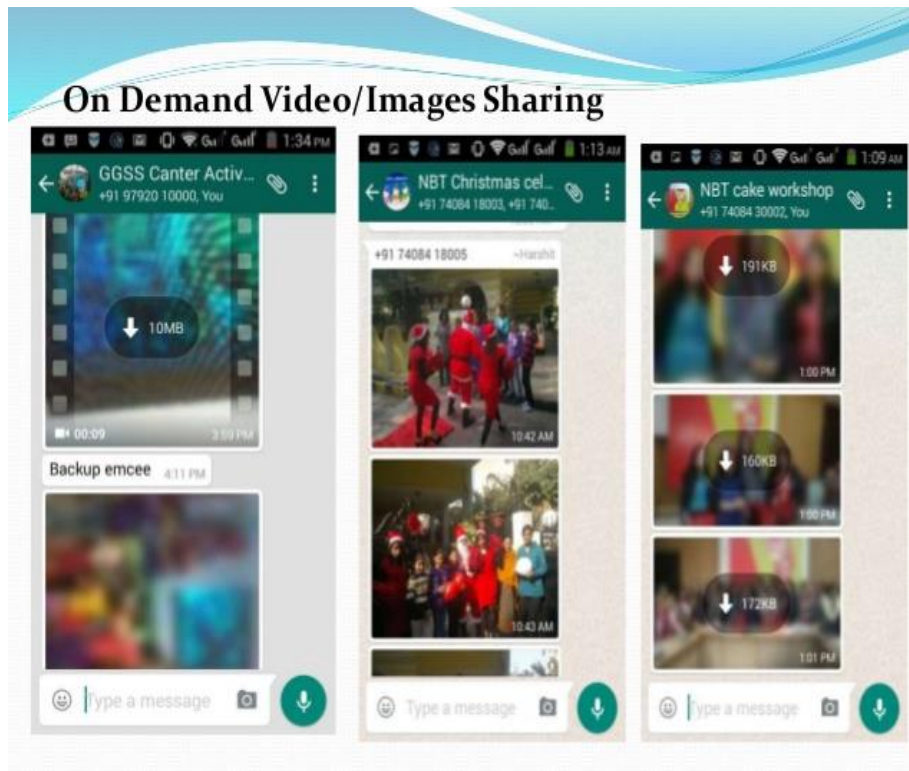 On Demand Video/Images Sharing
1:34 PM
GGSS Canter Activ...
+91 97920 10000, You
10MB
00:09
3:59 PM
Backup emcee 4:11 PM
Type a message
1:13 AM
NBT Christmas cel...
+91 74084 18003, +91 740...
+91 74084 18005 ~Harshit
10:42 AM
10:43 AM
Type a message
1:09 AM
NBT cake workshop
+91 74084 30002, You
191KB
1:00 PM
160KB
1:00 PM
172KB
1:01 PM
Type a message